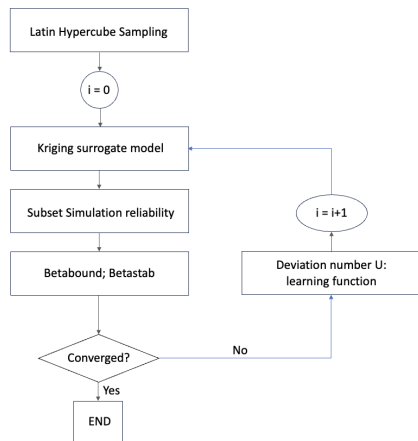 Latin Hypercube Sampling
i = 0
Kriging surrogate model
Subset Simulation reliability
i = i+1
Betabound; Betastab
Deviation number U:
learning function
Converged?
No
Yes
END